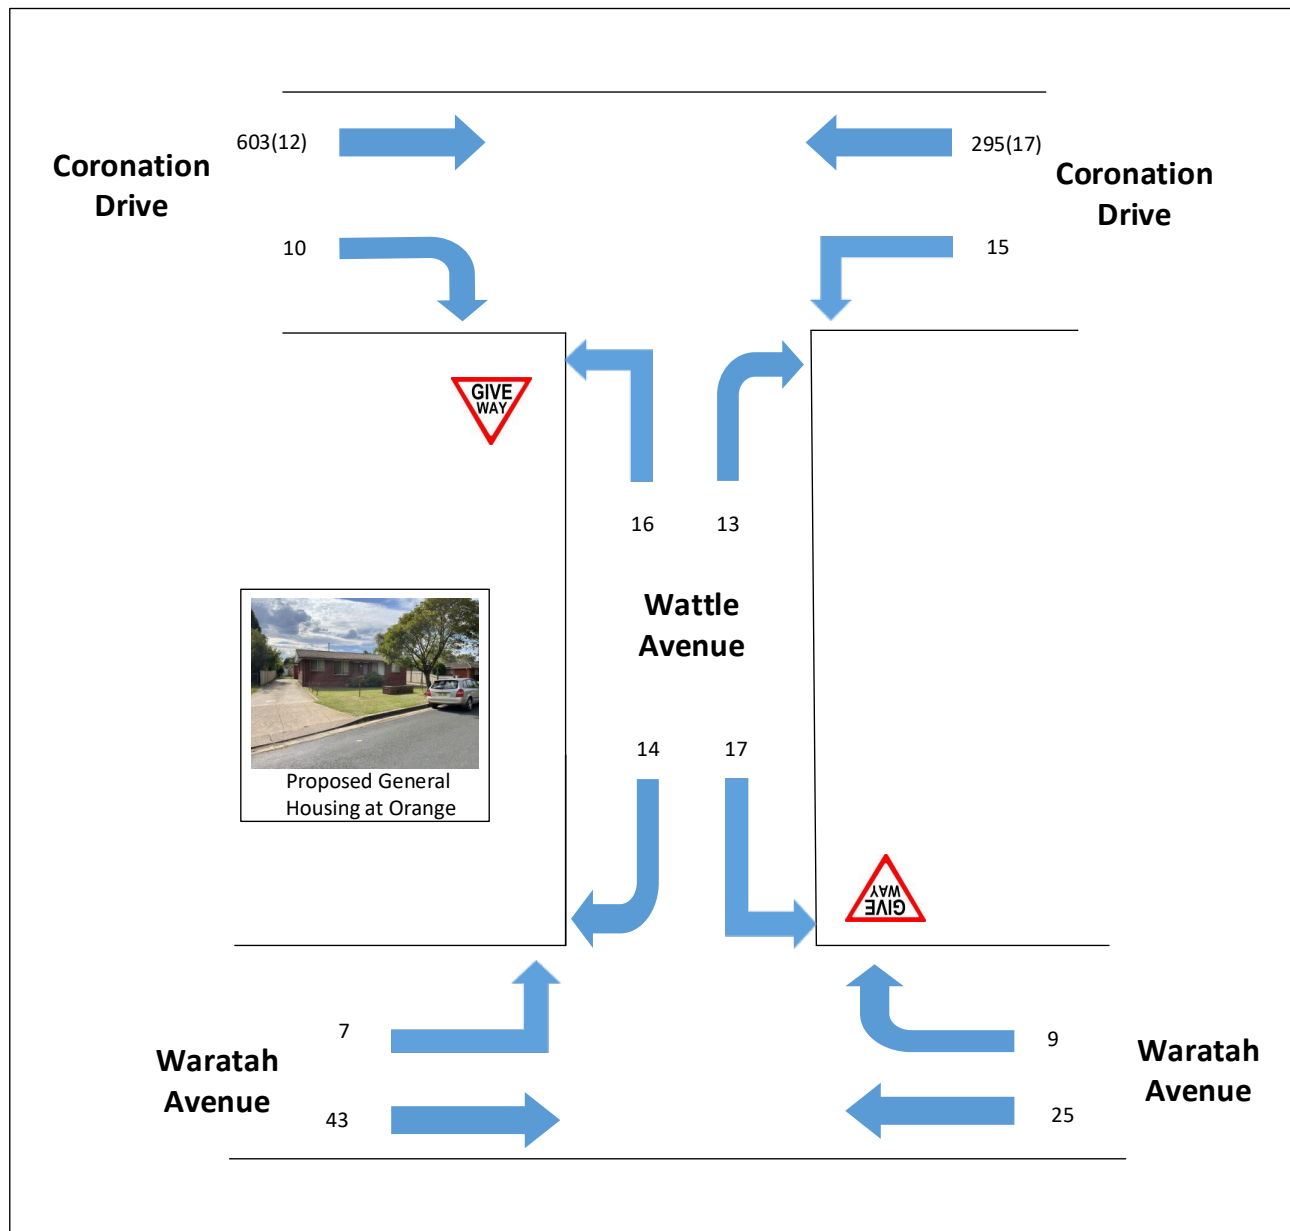 603(12)
295(17)
Coronation
Drive
Coronation
Drive
10
15
GIVE
WAY
16
13
Wattle
Avenue
14
17
Proposed General
Housing at Orange
GIVE
WAY
7
9
Waratah
Avenue
Waratah
Avenue
43
25